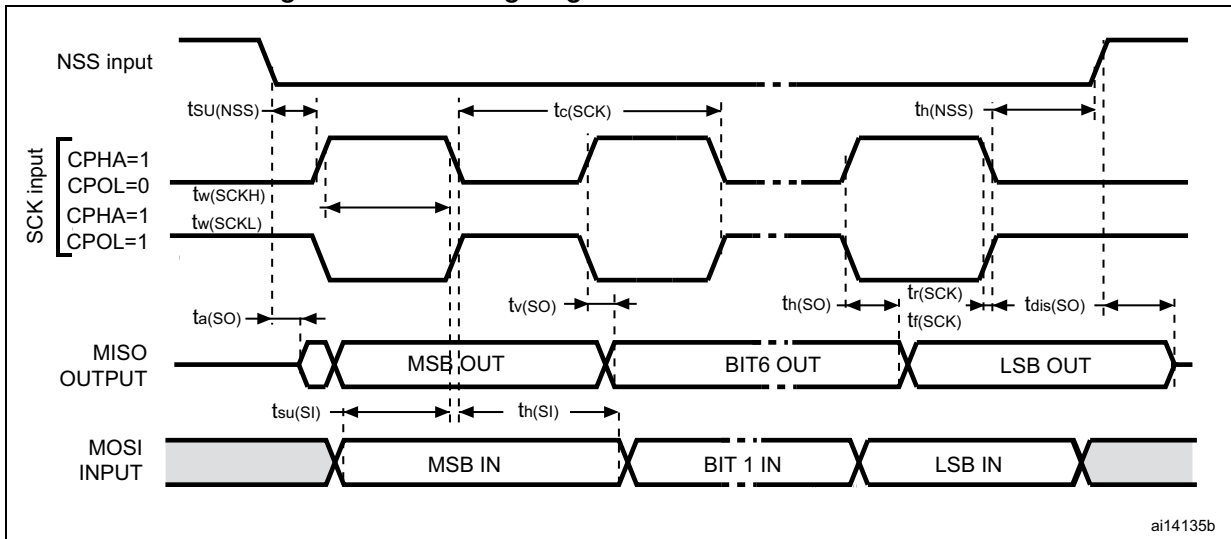 NSS input
tSU(NSS)
tc(SCK)
th(NSS)
SCK input
CPHA=1
CPOL=0
tw(SCKH)
CPHA=1
tw(SCKL)
CPOL=1
ta(SO)
tv(SO)
th(SO)
tr(SCK)
tf(SCK)
tdis(SO)
MISO
OUTPUT
MSB OUT
BIT6 OUT
LSB OUT
tsu(SI)
th(SI)
MOSI
INPUT
MSB IN
BIT 1 IN
LSB IN
ai14135b